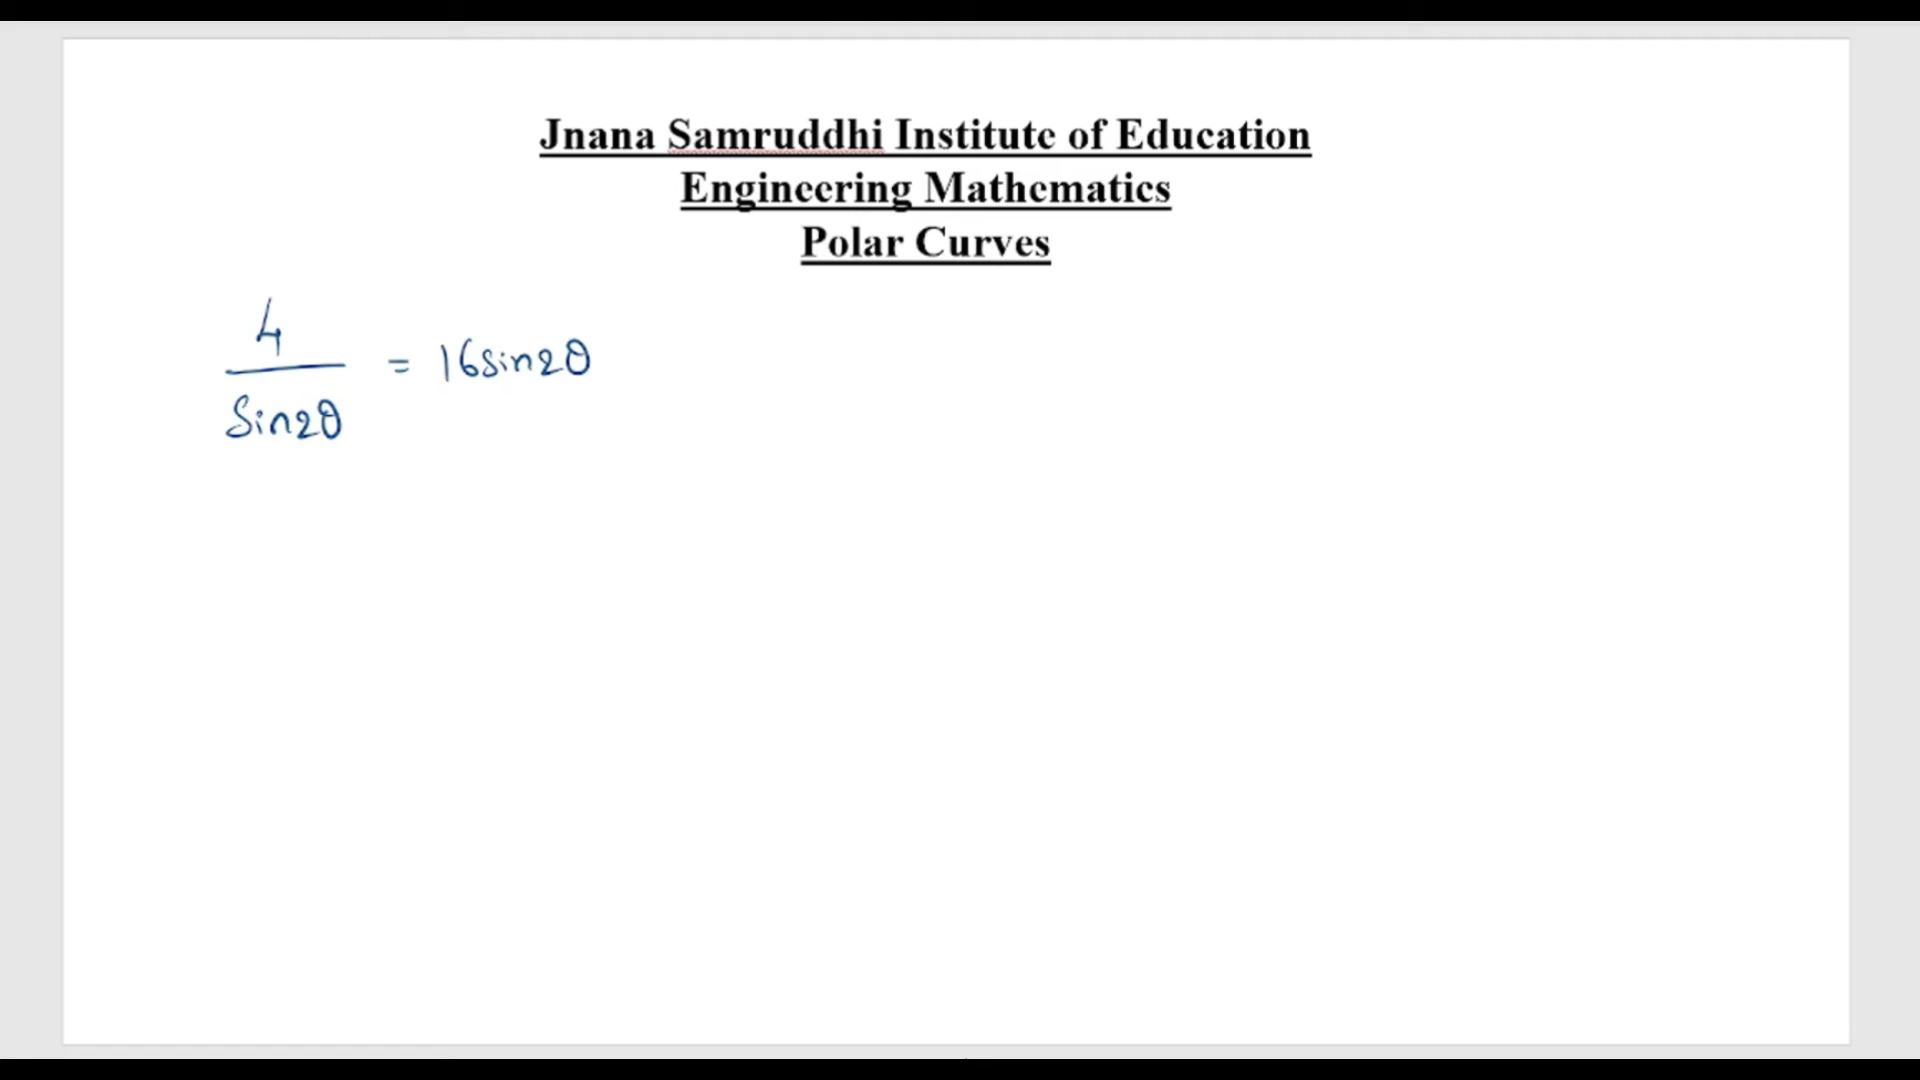 Jnana Samruddhi Institute of Education
Engineering Mathematics
Polar Curves
4
= 16sin2θ
Sin2θ